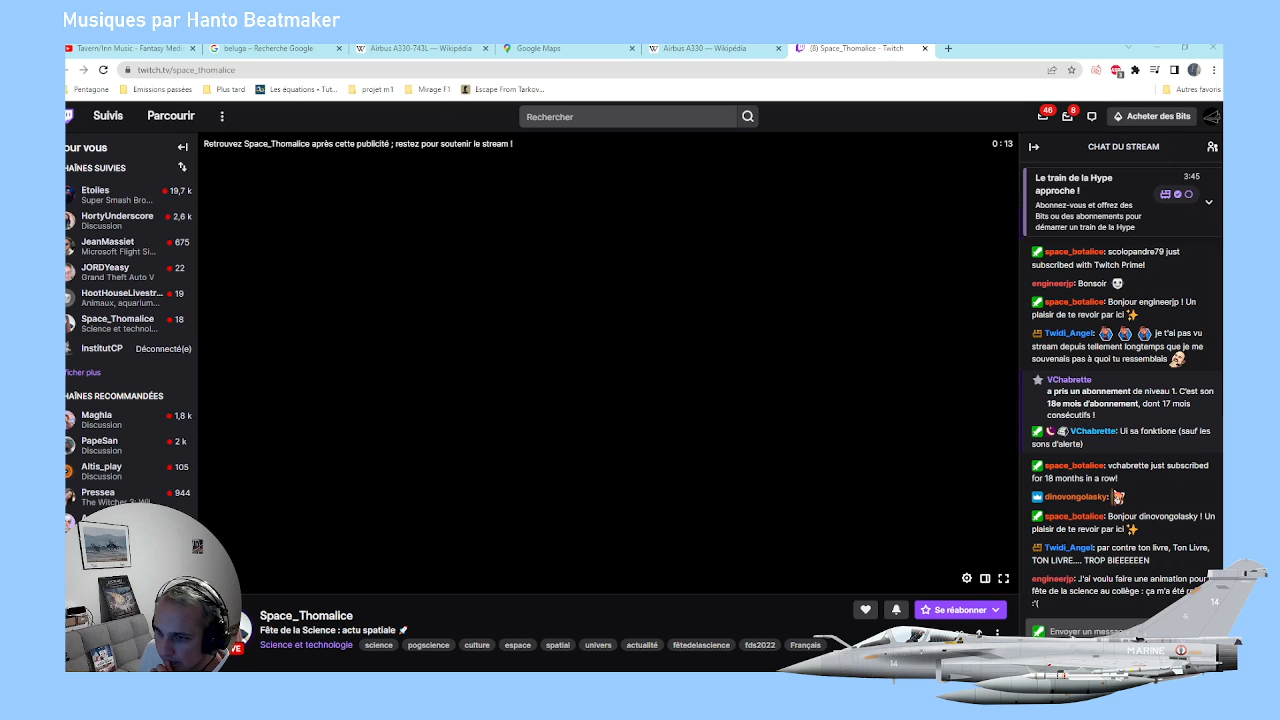 Musiques par Hanto Beatmaker
Tavern/Inn Music - Fantasy Medi
beluga – Recherche Google
Airbus A330-743L — Wikipédia
Google Maps
Airbus A330 — Wikipédia
(8) Space_Thomalice - Twitch
twitch.tv/space_thomalice
Pentagone
Emissions passées
Plus tard
Les équations • Tut...
projet m1
Mirage F1
Escape From Tarkov...
Autres favoris
Suivis
Parcourir
Rechercher
46
8
Acheter des Bits
our vous
HAÎNES SUIVIES
Etoiles
19,7 k
Super Smash Bro...
HortyUnderscore
2,6 k
Discussion
JeanMassiet
675
Microsoft Flight Si...
JORDYeasy
22
Grand Theft Auto V
HootHouseLivestr...
19
Animaux, aquarium...
Space_Thomalice
18
Science et technol...
InstitutCP
Déconnecté(e)
fficher plus
HAÎNES RECOMMANDÉES
Maghla
1,8 k
Discussion
PapeSan
2 k
Discussion
Altis_play
105
Discussion
Pressea
944
The Witcher 3: Wil
Retrouvez Space_Thomalice après cette publicité ; restez pour soutenir le stream !
0 : 13
Space_Thomalice
Fête de la Science : actu spatiale
Science et technologie
science
pogscience
culture
espace
spatial
univers
actualité
fêtedelascience
fds2022
Français
Se réabonner
CHAT DU STREAM
Le train de la Hype
approche !
3:45
Abonnez-vous et offrez des
Bits ou des abonnements pour
démarrer un train de la Hype
space_botalice: scolopandre79 just
subscribed with Twitch Prime!
engineerjp: Bonsoir
space_botalice: Bonjour engineerjp ! Un
plaisir de te revoir par ici
Twidi_Angel: je t'ai pas vu
stream depuis tellement longtemps que je me
souvenais pas à quoi tu ressemblais
VChabrette
a pris un abonnement de niveau 1. C'est son
18e mois d'abonnement, dont 17 mois
consécutifs !
VChabrette: Ui sa fonktione (sauf les
sons d'alerte)
space_botalice: vchabrette just subscribed
for 18 months in a row!
dinovongolasky:
space_botalice: Bonjour dinovongolasky ! Un
plaisir de te revoir par ici
Twidi_Angel: par contre ton livre, Ton Livre,
TON LIVRE.... TROP BIEEEEEN
engineerjp: J'ai voulu faire une animation pour
fête de la science au collège : ça m'a été re
:'(
Envoyer un messa
14
MARINE
14